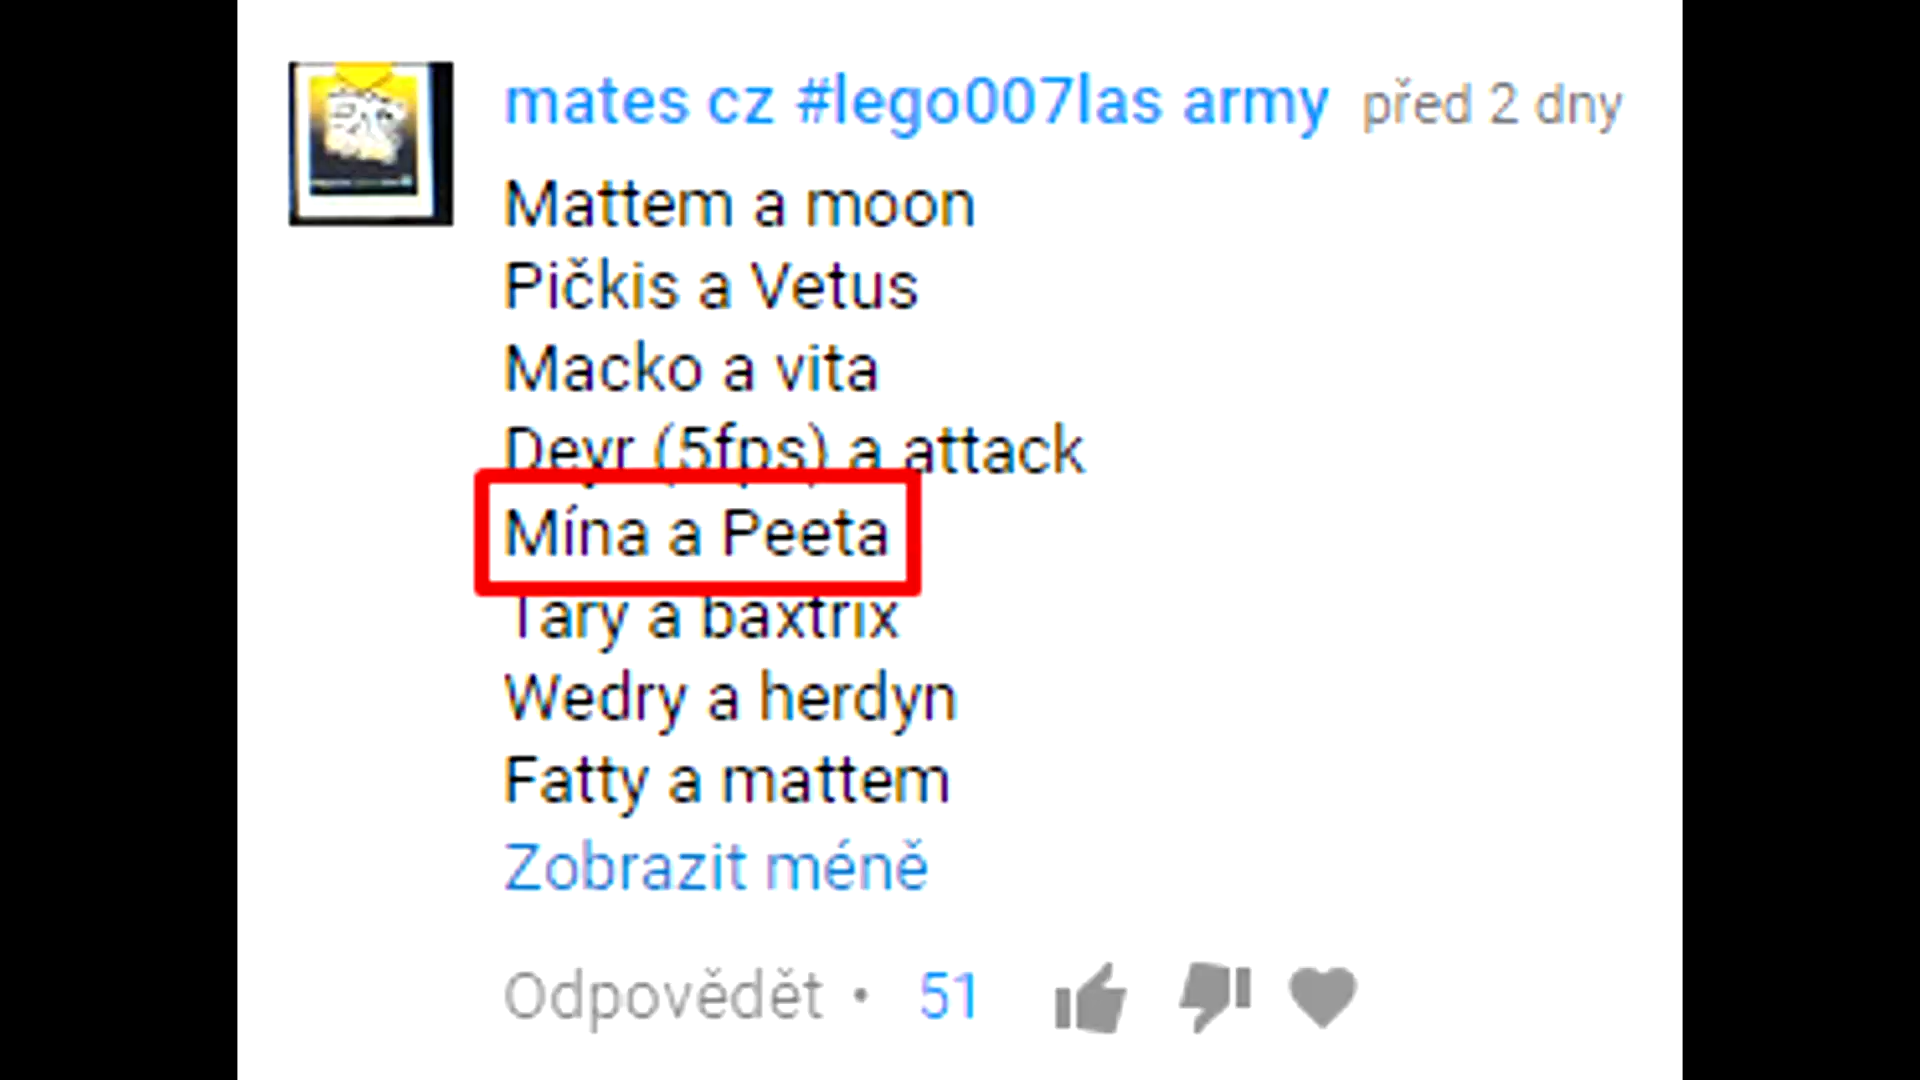 mates cz #lego007las army před 2 dny
Mattem a moon
Pičkis a Vetus
Macko a vita
Deyr (5fps) a attack
Mína a Peeta
Tary a baxtrix
Wedry a herdyn
Fatty a mattem
Zobrazit méně
Odpovědět • 51